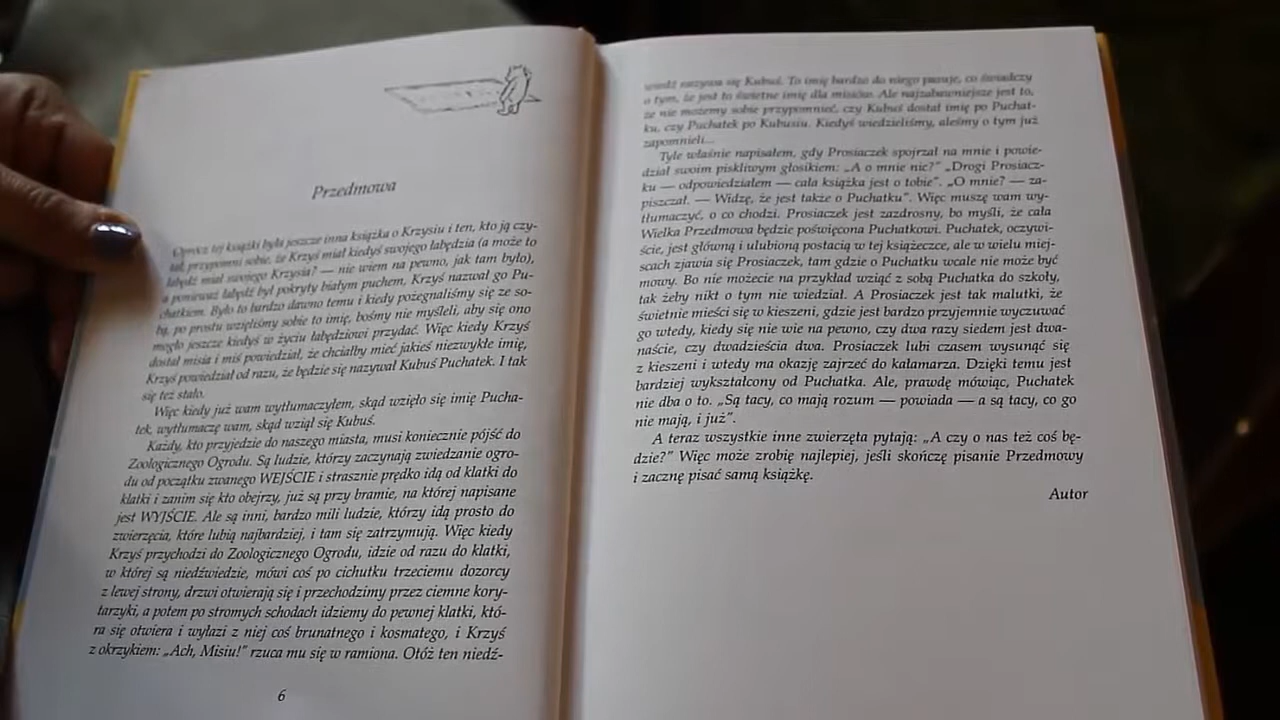 Przedmowa
Oprócz tej książki była jeszcze inna książka o Krzysiu i ten, kto ją czy-
tał, przypomni sobie, że Krzyś miał kiedyś swojego łabędzia (a może to
łabędź miał swojego Krzysia? — nie wiem na pewno, jak tam było),
a ponieważ łabędź był pokryty białym puchem, Krzyś nazwał go Pu-
chatkiem. Było to bardzo dawno temu i kiedy pożegnaliśmy się ze so-
bą, po prostu wzięliśmy sobie to imię, bośmy nie myśleli, aby się ono
mogło jeszcze kiedyś w życiu łabędziowi przydać. Więc kiedy Krzyś
dostał misia i miś powiedział, że chciałby mieć jakieś niezwykłe imię,
Krzyś powiedział od razu, że będzie się nazywał Kubuś Puchatek. I tak
się też stało.
Więc kiedy już wam wytłumaczyłem, skąd wzięło się imię Pucha-
tek, wytłumaczę wam, skąd wziął się Kubuś.
Każdy, kto przyjedzie do naszego miasta, musi koniecznie pójść do
Zoologicznego Ogrodu. Są ludzie, którzy zaczynają zwiedzanie ogro-
du od początku zwanego WEJŚCIE i strasznie prędko idą od klatki do
klatki i zanim się kto obejrzy, już są przy bramie, na której napisane
jest WYJŚCIE. Ale są inni, bardzo mili ludzie, którzy idą prosto do
zwierzęcia, które lubią najbardziej, i tam się zatrzymują. Więc kiedy
Krzyś przychodzi do Zoologicznego Ogrodu, idzie od razu do klatki,
w której są niedźwiedzie, mówi coś po cichutku trzeciemu dozorcy
z lewej strony, drzwi otwierają się i przechodzimy przez ciemne kory-
tarzyki, a potem po stromych schodach idziemy do pewnej klatki, któ-
ra się otwiera i wyłazi z niej coś brunatnego i kosmatego, i Krzyś
z okrzykiem: „Ach, Misiu!” rzuca mu się w ramiona. Otóż ten niedź-
6
wiedź nazywa się Kubuś. To imię bardzo do niego pasuje, co świadczy
o tym, że jest to świetne imię dla misiów. Ale najzabawniejsze jest to,
że nie możemy sobie przypomnieć, czy Kubuś dostał imię po Puchat-
ku, czy Puchatek po Kubusiu. Kiedyś wiedzieliśmy, aleśmy o tym już
zapomnieli...
Tyle właśnie napisałem, gdy Prosiaczek spojrzał na mnie i powie-
dział swoim piskliwym głosikiem: „A o mnie nic?” „Drogi Prosiacz-
ku — odpowiedziałem — cała książka jest o tobie”. „O mnie? — za-
piszczał. — Widzę, że jest także o Puchatku”. Więc muszę wam wy-
tłumaczyć, o co chodzi. Prosiaczek jest zazdrosny, bo myśli, że cała
Wielka Przedmowa będzie poświęcona Puchatkowi. Puchatek, oczywi-
ście, jest główną i ulubioną postacią w tej książeczce, ale w wielu miej-
scach zjawia się Prosiaczek, tam gdzie o Puchatku wcale nie może być
mowy. Bo nie możecie na przykład wziąć z sobą Puchatka do szkoły,
tak żeby nikt o tym nie wiedział. A Prosiaczek jest tak malutki, że
świetnie mieści się w kieszeni, gdzie jest bardzo przyjemnie wyczuwać
go wtedy, kiedy się nie wie na pewno, czy dwa razy siedem jest dwa-
naście, czy dwadzieścia dwa. Prosiaczek lubi czasem wysunąć się
z kieszeni i wtedy ma okazję zajrzeć do kałamarza. Dzięki temu jest
bardziej wykształcony od Puchatka. Ale, prawdę mówiąc, Puchatek
nie dba o to. „Są tacy, co mają rozum — powiada — a są tacy, co go
nie mają, i już”.
A teraz wszystkie inne zwierzęta pytają: „A czy o nas też coś bę-
dzie?” Więc może zrobię najlepiej, jeśli skończę pisanie Przedmowy
i zacznę pisać samą książkę.
Autor